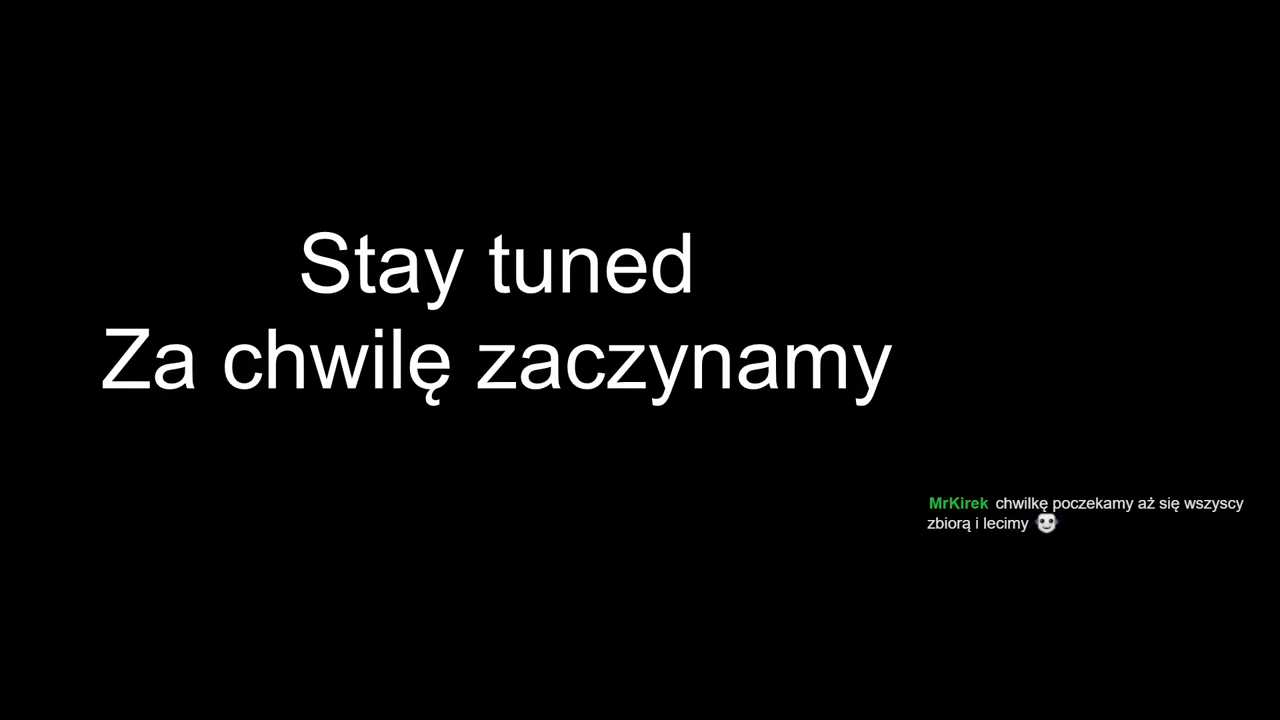 Stay tuned
Za chwilę zaczynamy
MrKirek chwilkę poczekamy aż się wszyscy
zbiorą i lecimy